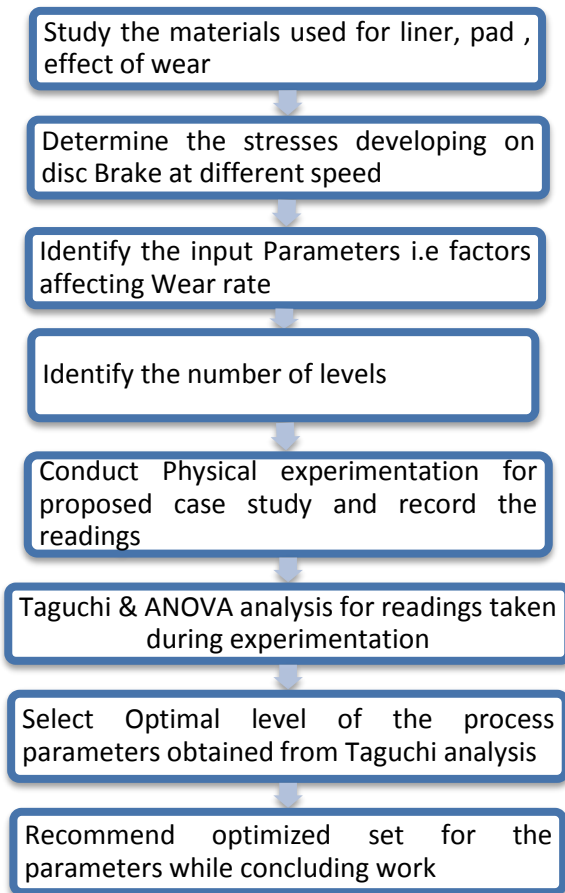 Study the materials used for liner, pad ,
effect of wear
Determine the stresses developing on
disc Brake at different speed
Identify the input Parameters i.e factors
affecting Wear rate
Identify the number of levels
Conduct Physical experimentation for
proposed case study and record the
readings
Taguchi & ANOVA analysis for readings taken
during experimentation
Select Optimal level of the process
parameters obtained from Taguchi analysis
Recommend optimized set for the
parameters while concluding work